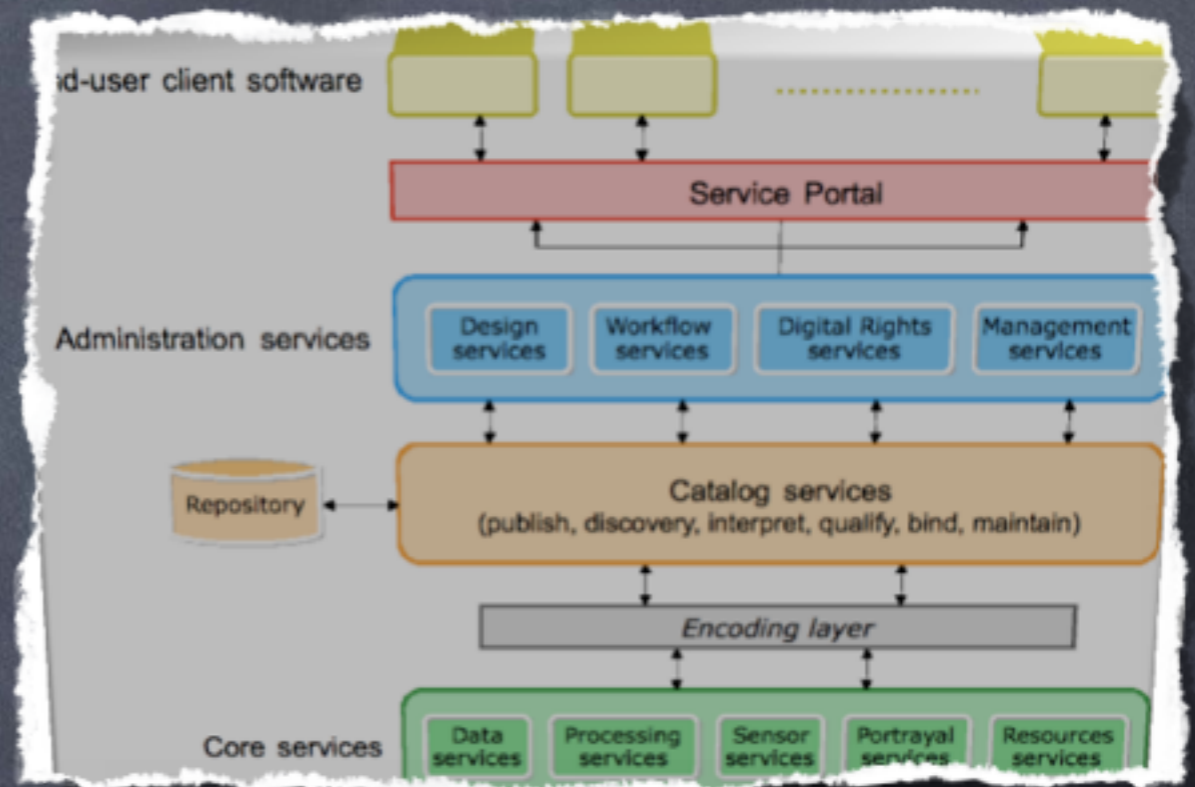 nd-user client software
Service Portal
Administration services
Design services
Workflow services
Digital Rights services
Management services
Repository
Catalog services
(publish, discovery, interpret, qualify, bind, maintain)
Encoding layer
Core services
Data services
Processing services
Sensor services
Portrayal services
Resources services